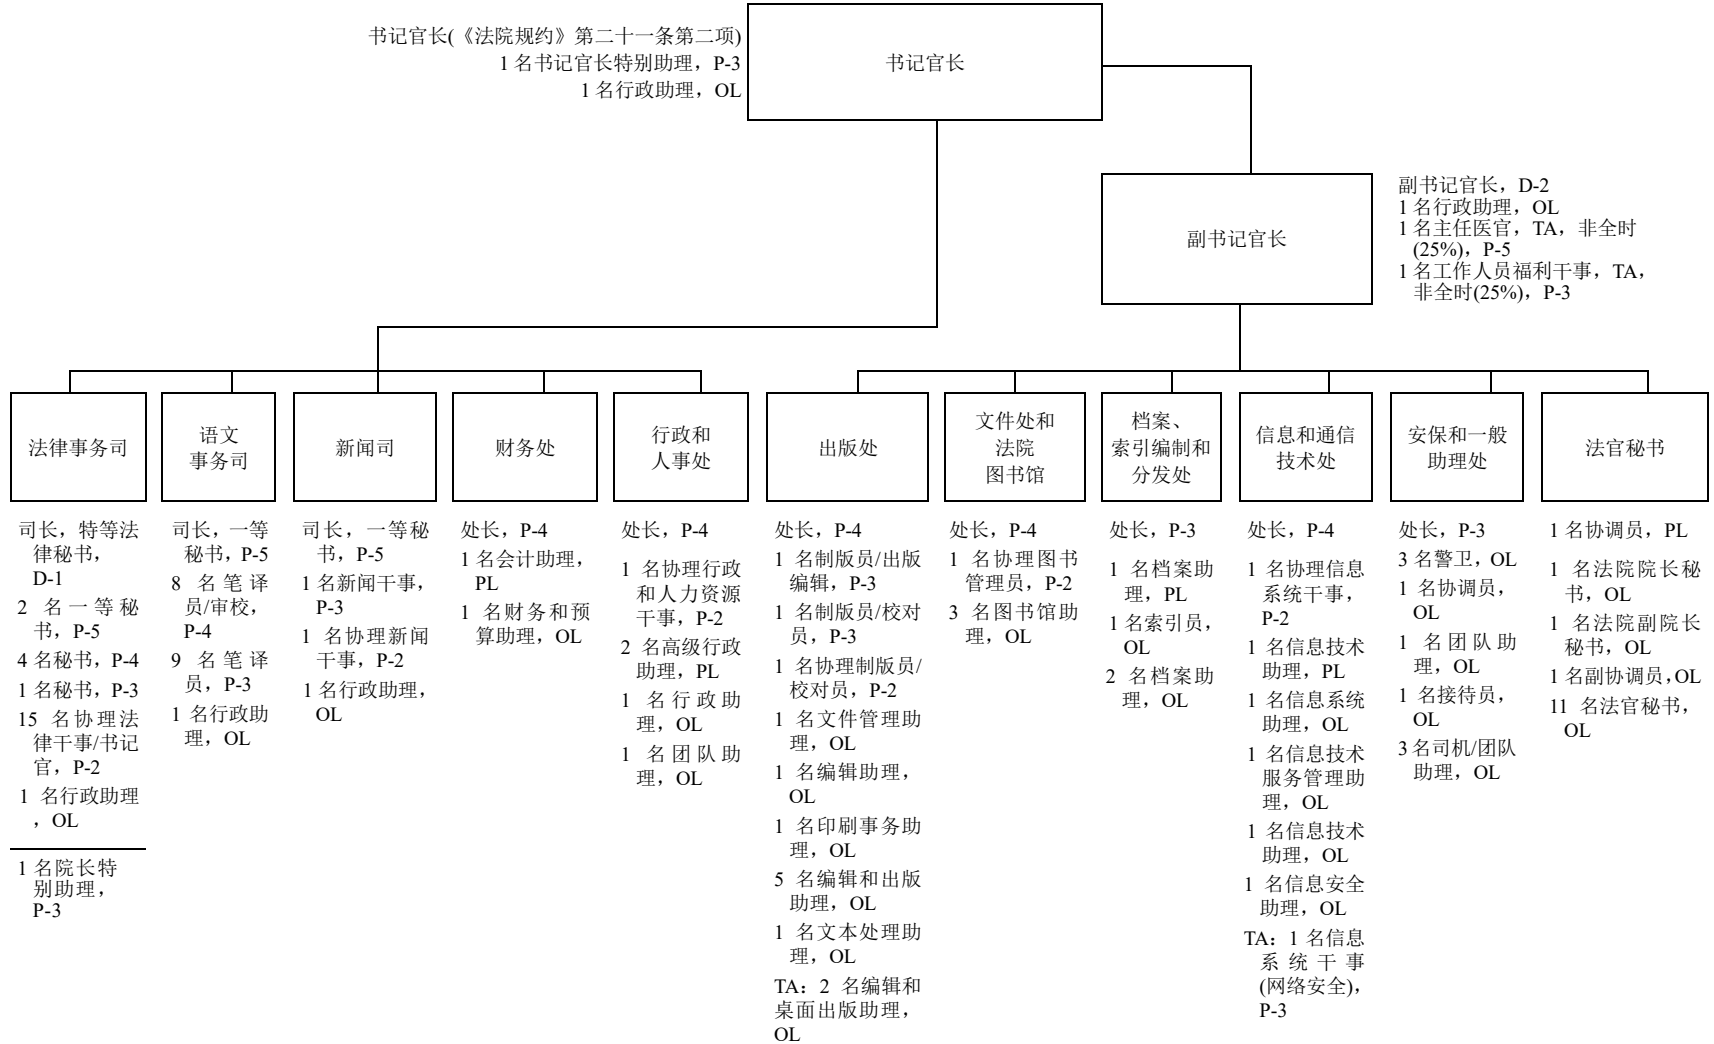 书记官长(《法院规约》第二十一条第二项)
1 名书记官长特别助理，P-3
1 名行政助理，OL
书记官长
副书记官长
副书记官长，D-2
1 名行政助理，OL
1 名主任医官，TA，非全时
(25%)，P-5
1 名工作人员福利干事，TA，
非全时(25%)，P-3
法律事务司
司长，特等法
律秘书，
D-1
2 名一等秘
书，P-5
4 名秘书，P-4
1 名秘书，P-3
15 名协理法
律干事/书记
官，P-2
1 名行政助理
，OL
1 名院长特
别助理，
P-3
语文
事务司
司长，一等
秘书，P-5
8 名笔译
员/审校，
P-4
9 名笔译
员，P-3
1 名行政助
理，OL
新闻司
司长，一等秘
书，P-5
1 名新闻干事，
P-3
1 名协理新闻
干事，P-2
1 名行政助理，
OL
财务处
处长，P-4
1 名会计助理，
PL
1 名财务和预
算助理，OL
行政和
人事处
处长，P-4
1 名协理行政
和人力资源
干事，P-2
2 名高级行政
助理，PL
1 名行政助
理，OL
1 名团队助
理，OL
出版处
处长，P-4
1 名制版员/出版
编辑，P-3
1 名制版员/校对
员，P-3
1 名协理制版员/
校对员，P-2
1 名文件管理助
理，OL
1 名编辑助理，
OL
1 名印刷事务助
理，OL
5 名编辑和出版
助理，OL
1 名文本处理助
理，OL
TA：2 名编辑和
桌面出版助理，
OL
文件处和
法院
图书馆
处长，P-4
1 名协理图书
管理员，P-2
3 名图书馆助
理，OL
档案、
索引编制和
分发处
处长，P-3
1 名档案助
理，PL
1 名索引员，
OL
2 名档案助
理，OL
信息和通信
技术处
处长，P-4
1 名协理信息
系统干事，
P-2
1 名信息技术
助理，PL
1 名信息系统
助理，OL
1 名信息技术
服务管理助
理，OL
1 名信息技术
助理，OL
1 名信息安全
助理，OL
TA：1 名信息
系统干事
(网络安全)，
P-3
安保和一般
助理处
处长，P-3
3 名警卫，OL
1 名协调员，
OL
1 名团队助
理，OL
1 名接待员，
OL
3 名司机/团队
助理，OL
法官秘书
1 名协调员，PL
1 名法院院长秘
书，OL
1 名法院副院长
秘书，OL
1 名副协调员，OL
11 名法官秘书，
OL